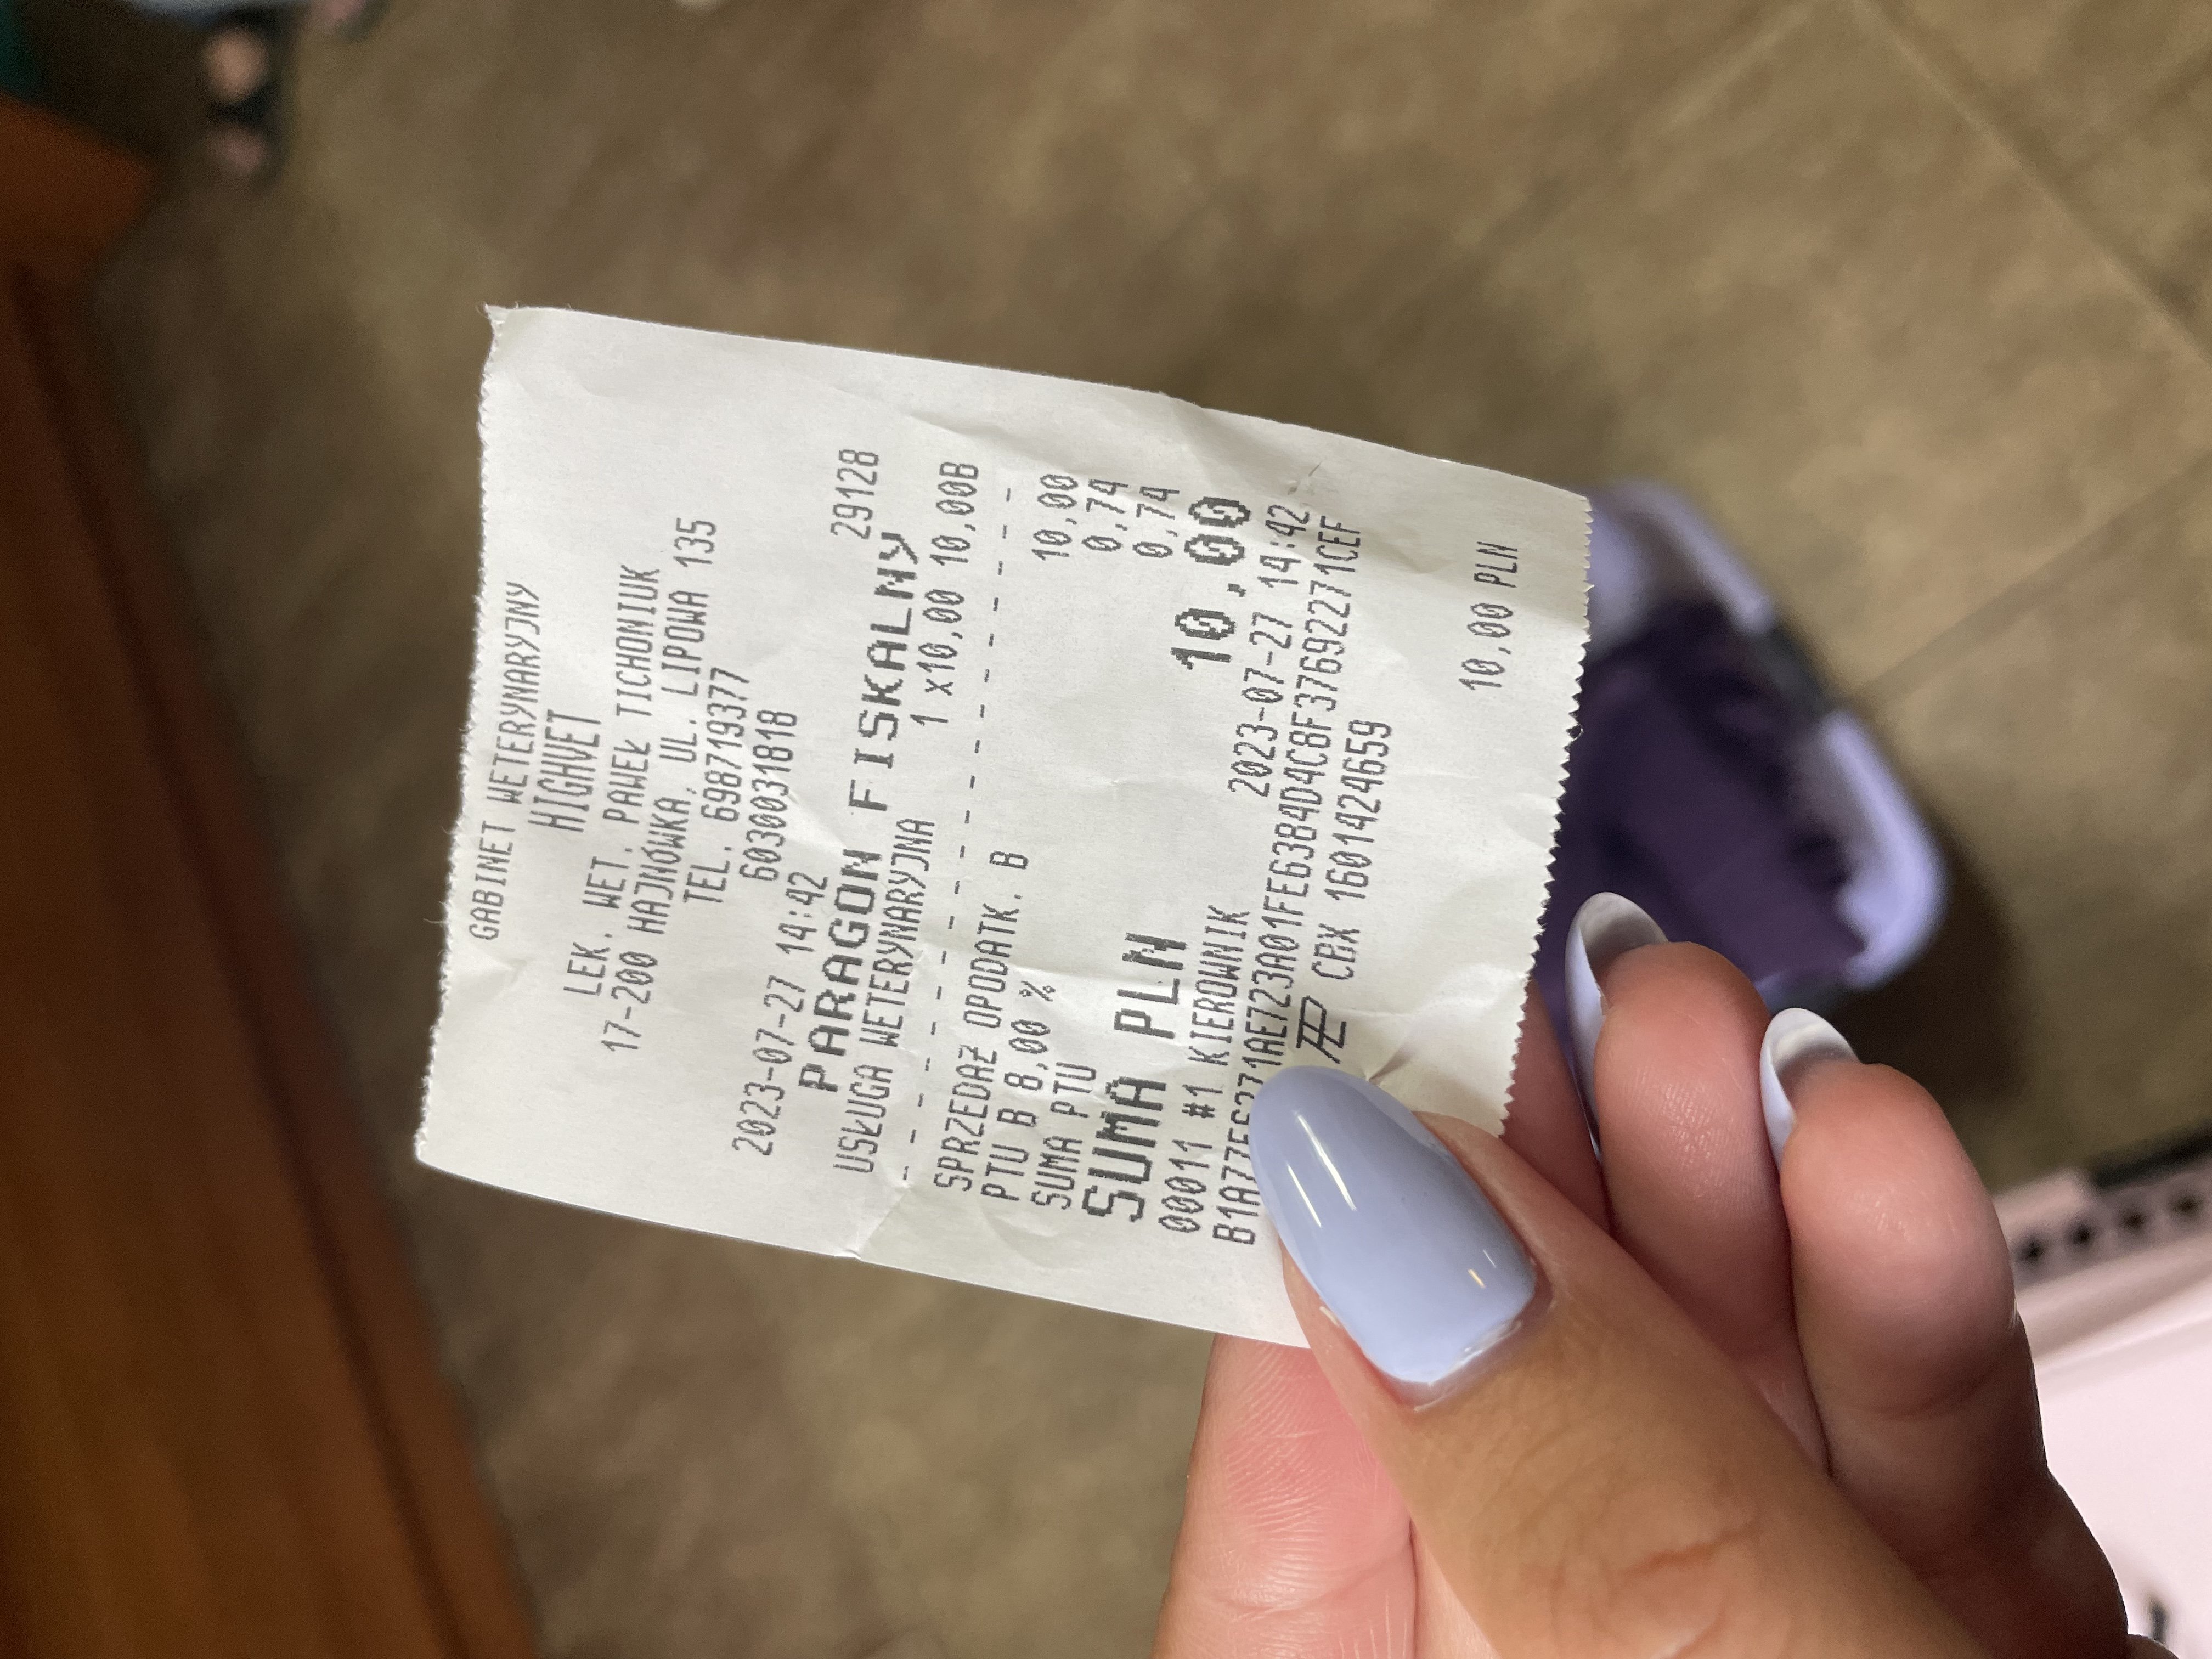 GABINET WETERYNARYJNY
HIGHVET
LEK. WET. PAWEŁ TICHONIUK
17-200 HAJNÓWKA, UL. LIPOWA 135
TEL. 698719377
6030031818
2023-07-27 14:42 29128
PARAGON FISKALNY
USŁUGA WETERYNARYJNA 1 x10,00 10,00B
SPRZEDAŻ OPODATK. B 10,00
PTU B 8,00 % 0,74
SUMA PTU 0,74
SUMA PLN 10,00
00011 #1 KIEROWNIK 2023-07-27 14:42
CBX 1601424659
10,00 PLN